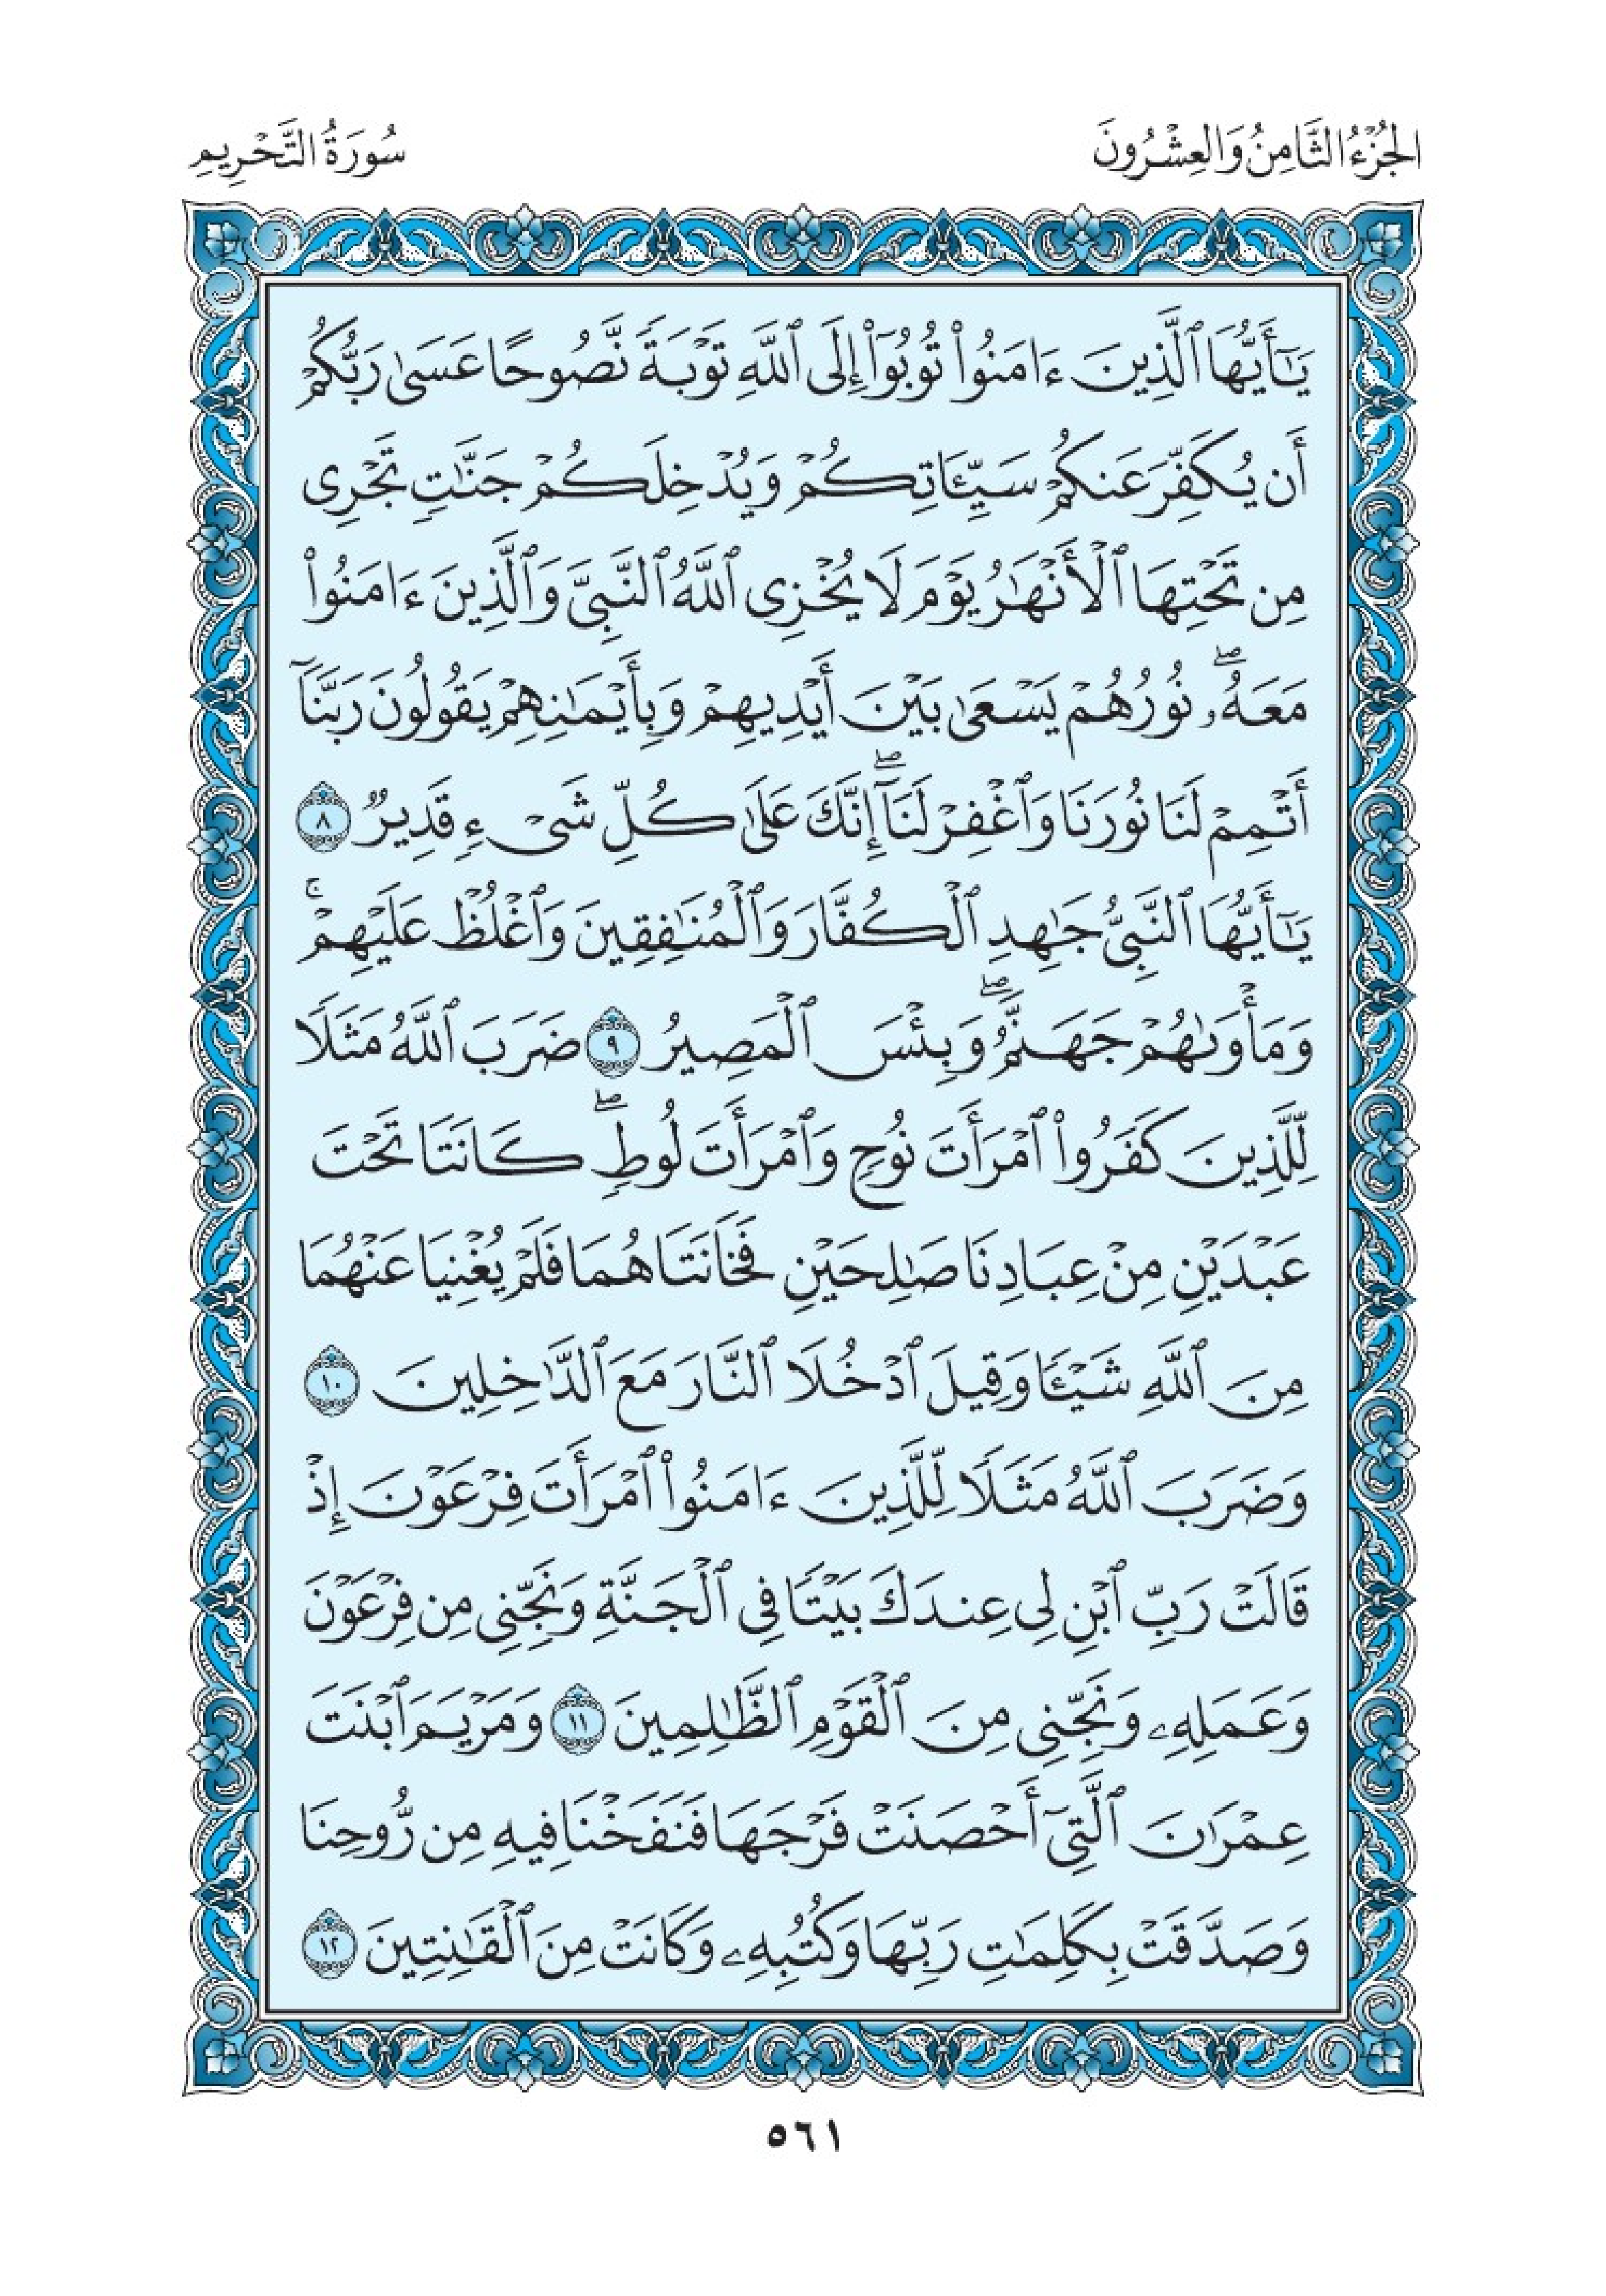 الجُزْءُ الثَّامِنُ وَالعِشْرُونَ
سُورَةُ التَّحْرِيمِ
يَٰٓأَيُّهَا ٱلَّذِينَ ءَامَنُوا۟ تُوبُوٓا۟ إِلَى ٱللَّهِ تَوْبَةً نَّصُوحًا عَسَىٰ رَبُّكُمْ
أَن يُكَفِّرَ عَنكُمْ سَيِّـَٔاتِكُمْ وَيُدْخِلَكُمْ جَنَّٰتٍ تَجْرِى
مِن تَحْتِهَا ٱلْأَنْهَٰرُ يَوْمَ لَا يُخْزِى ٱللَّهُ ٱلنَّبِىَّ وَٱلَّذِينَ ءَامَنُوا۟
مَعَهُۥ ۖ نُورُهُمْ يَسْعَىٰ بَيْنَ أَيْدِيهِمْ وَبِأَيْمَٰنِهِمْ يَقُولُونَ رَبَّنَآ
أَتْمِمْ لَنَا نُورَنَا وَٱغْفِرْ لَنَآ ۖ إِنَّكَ عَلَىٰ كُلِّ شَىْءٍ قَدِيرٌ ٨
يَٰٓأَيُّهَا ٱلنَّبِىُّ جَٰهِدِ ٱلْكُفَّارَ وَٱلْمُنَٰفِقِينَ وَٱغْلُظْ عَلَيْهِمْ ۚ
وَمَأْوَىٰهُمْ جَهَنَّمُ ۖ وَبِئْسَ ٱلْمَصِيرُ ٩ ضَرَبَ ٱللَّهُ مَثَلًا
لِّلَّذِينَ كَفَرُوا۟ ٱمْرَأَتَ نُوحٍ وَٱمْرَأَتَ لُوطٍ ۖ كَانَتَا تَحْتَ
عَبْدَيْنِ مِنْ عِبَادِنَا صَٰلِحَيْنِ فَخَانَتَاهُمَا فَلَمْ يُغْنِيَا عَنْهُمَا
مِنَ ٱللَّهِ شَيْـًٔا وَقِيلَ ٱدْخُلَا ٱلنَّارَ مَعَ ٱلدَّٰخِلِينَ ١٠
وَضَرَبَ ٱللَّهُ مَثَلًا لِّلَّذِينَ ءَامَنُوا۟ ٱمْرَأَتَ فِرْعَوْنَ إِذْ
قَالَتْ رَبِّ ٱبْنِ لِى عِندَكَ بَيْتًا فِى ٱلْجَنَّةِ وَنَجِّنِى مِن فِرْعَوْنَ
وَعَمَلِهِۦ وَنَجِّنِى مِنَ ٱلْقَوْمِ ٱلظَّٰلِمِينَ ١١ وَمَرْيَمَ ٱبْنَتَ
عِمْرَٰنَ ٱلَّتِىٓ أَحْصَنَتْ فَرْجَهَا فَنَفَخْنَا فِيهِ مِن رُّوحِنَا
وَصَدَّقَتْ بِكَلِمَٰتِ رَبِّهَا وَكُتُبِهِۦ وَكَانَتْ مِنَ ٱلْقَٰنِتِينَ ١٢
٥٦١